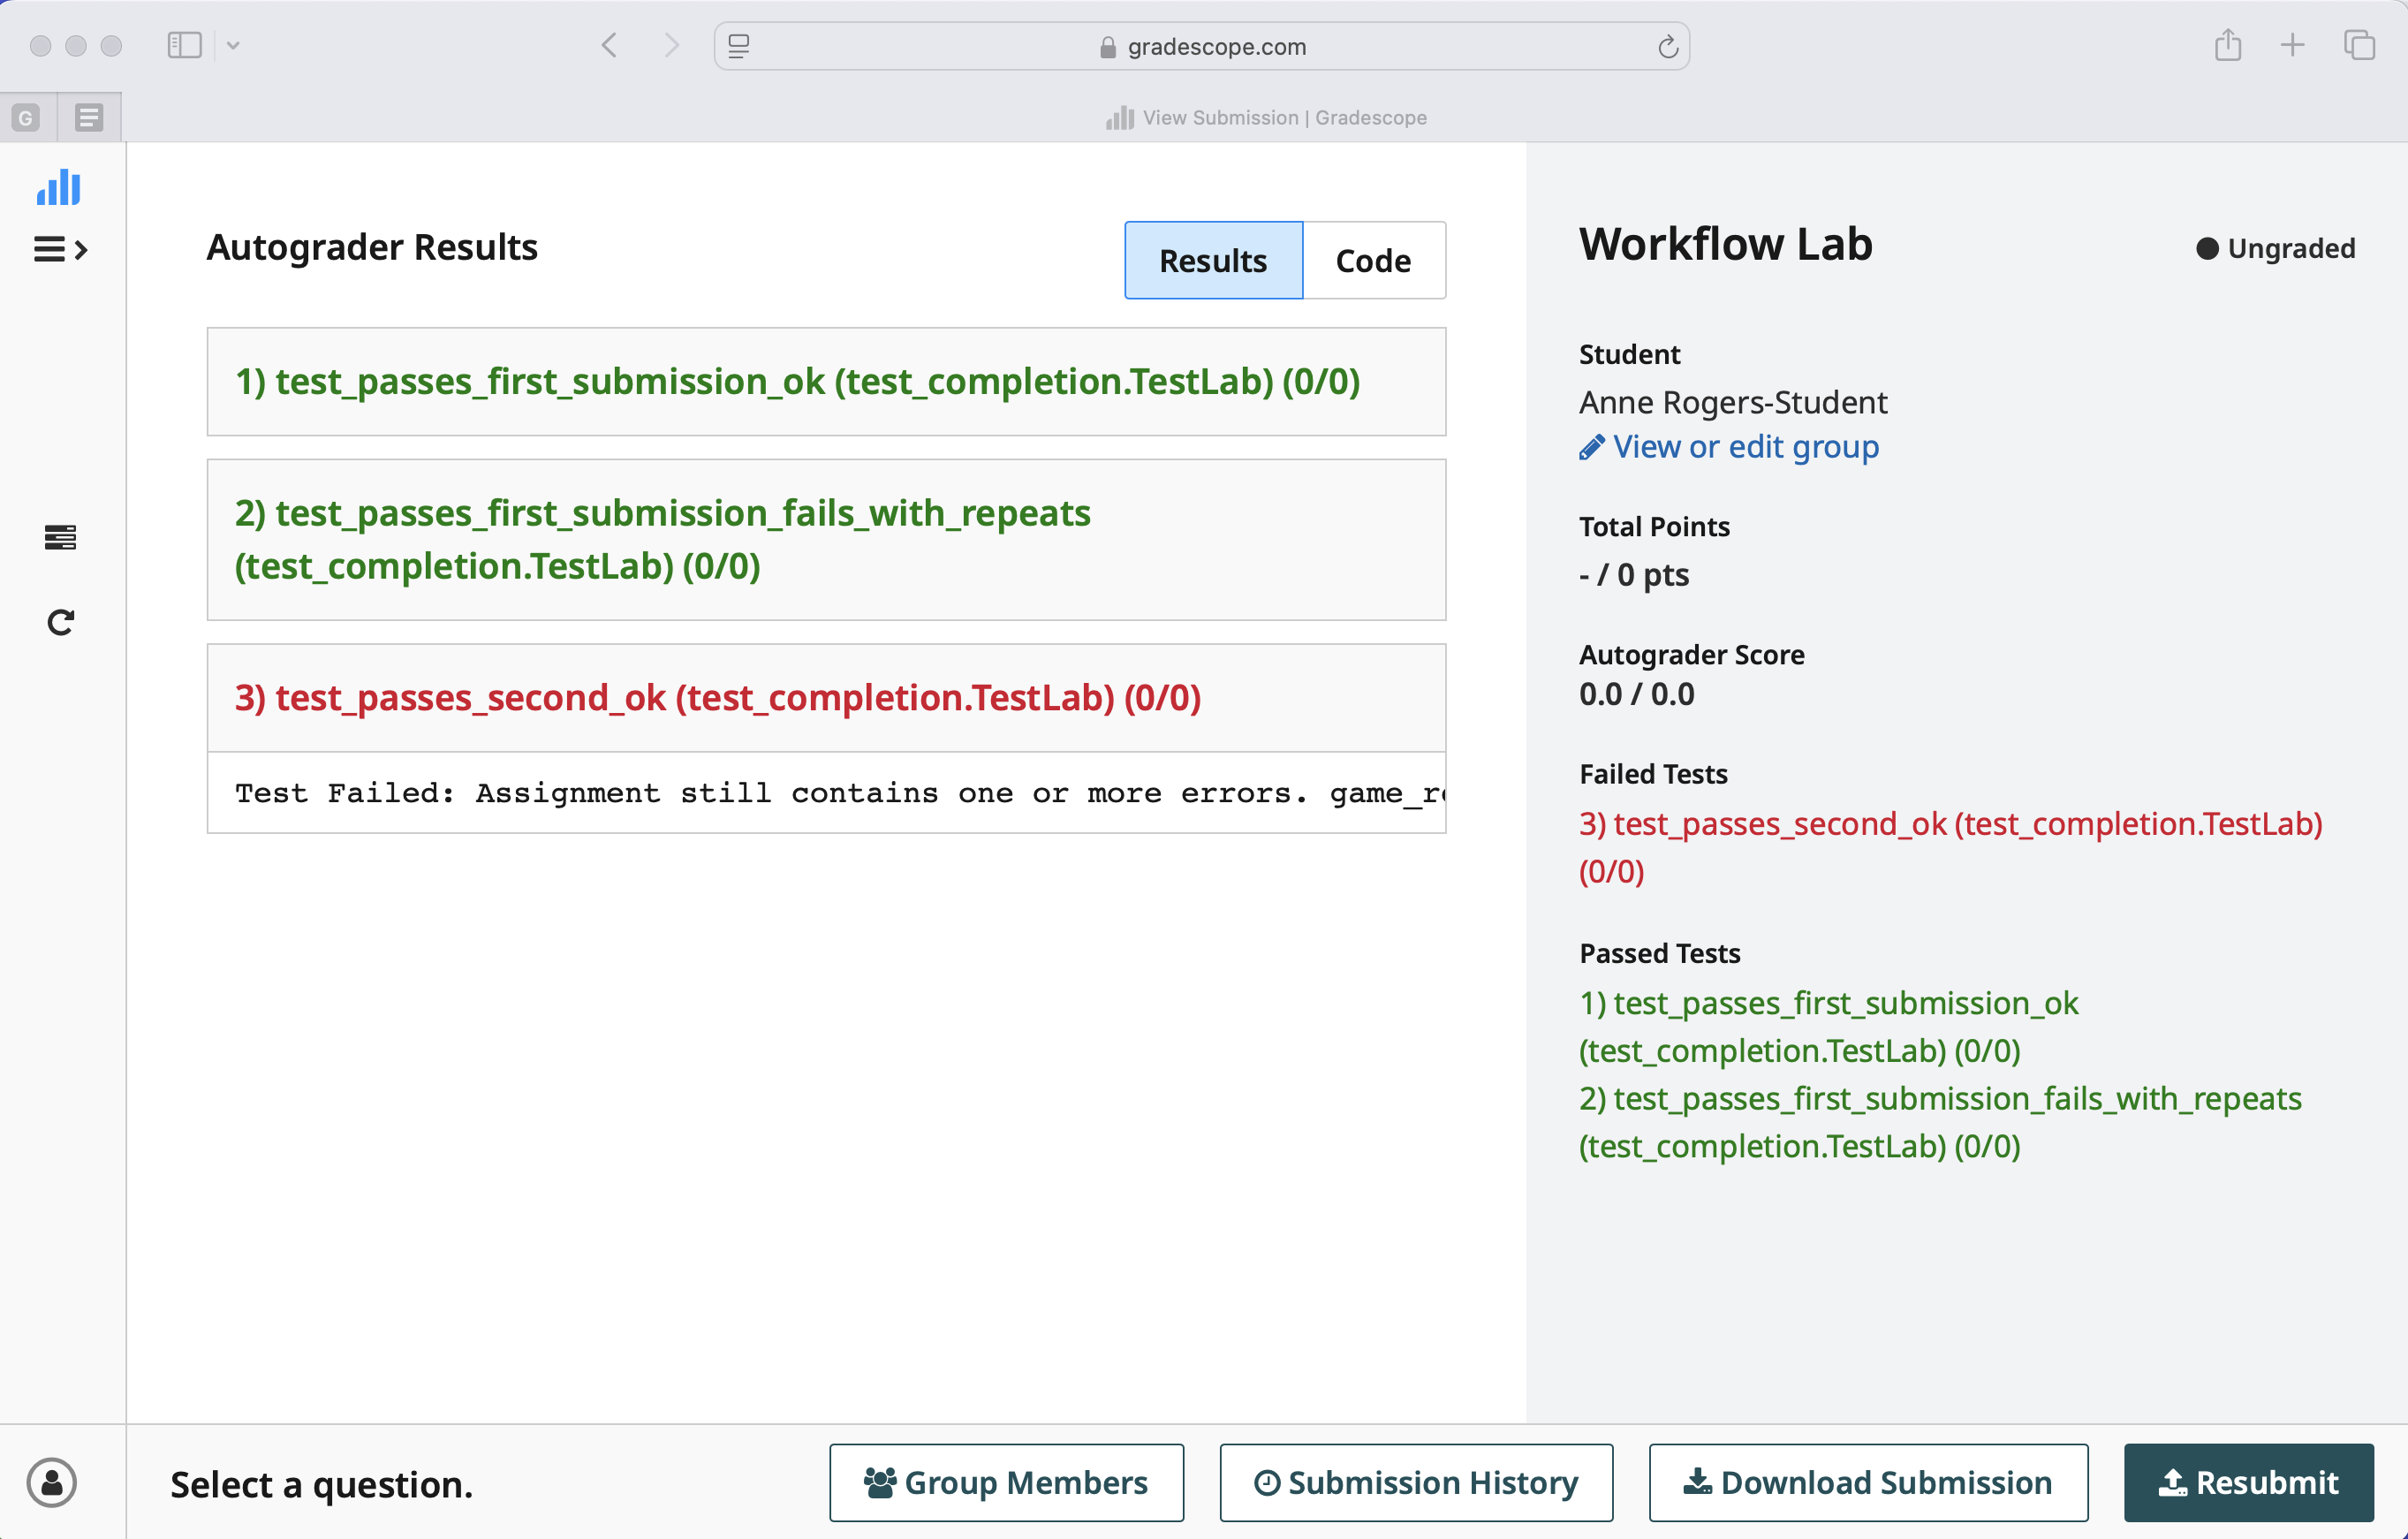 gradescope.com
G
View Submission | Gradescope
Autograder Results
Results
Code
1) test_passes_first_submission_ok (test_completion.TestLab) (0/0)
2) test_passes_first_submission_fails_with_repeats
(test_completion.TestLab) (0/0)
3) test_passes_second_ok (test_completion.TestLab) (0/0)
Test Failed: Assignment still contains one or more errors. game_r
Workflow Lab
Ungraded
Student
Anne Rogers-Student
View or edit group
Total Points
- / 0 pts
Autograder Score
0.0 / 0.0
Failed Tests
3) test_passes_second_ok (test_completion.TestLab)
(0/0)
Passed Tests
1) test_passes_first_submission_ok
(test_completion.TestLab) (0/0)
2) test_passes_first_submission_fails_with_repeats
(test_completion.TestLab) (0/0)
Select a question.
Group Members
Submission History
Download Submission
Resubmit